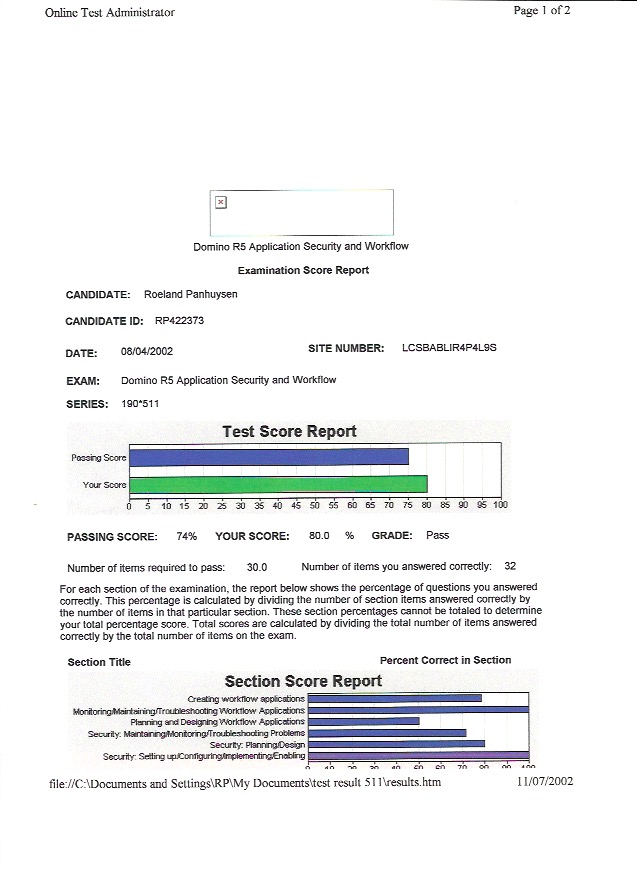 Online Test Administrator
Page 1 of 2
Domino R5 Application Security and Workflow
Examination Score Report
CANDIDATE: Roeland Panhuysen
CANDIDATE ID: RP422373
DATE: 08/04/2002 SITE NUMBER: LCSBABLIR4P4L9S
EXAM: Domino R5 Application Security and Workflow
SERIES: 190*511
Test Score Report
Passing Score
Your Score
0 5 10 15 20 25 30 35 40 45 50 55 60 65 70 75 80 85 90 95 100
PASSING SCORE: 74% YOUR SCORE: 80.0 % GRADE: Pass
Number of items required to pass: 30.0 Number of items you answered correctly: 32
For each section of the examination, the report below shows the percentage of questions you answered
correctly. This percentage is calculated by dividing the number of section items answered correctly by
the number of items in that particular section. These section percentages cannot be totaled to determine
your total percentage score. Total scores are calculated by dividing the total number of items answered
correctly by the total number of items on the exam.
Section Title Percent Correct in Section
Section Score Report
Creating workflow applications
Monitoring/Maintaining/Troubleshooting Workflow Applications
Planning and Designing Workflow Applications
Security: Maintaining/Monitoring/Troubleshooting Problems
Security: Planning/Design
Security: Setting up/Configuring/Implementing/Enabling
0 10 20 30 40 50 60 70 80 90 100
file://C:\Documents and Settings\RP\My Documents\test result 511\results.htm
11/07/2002